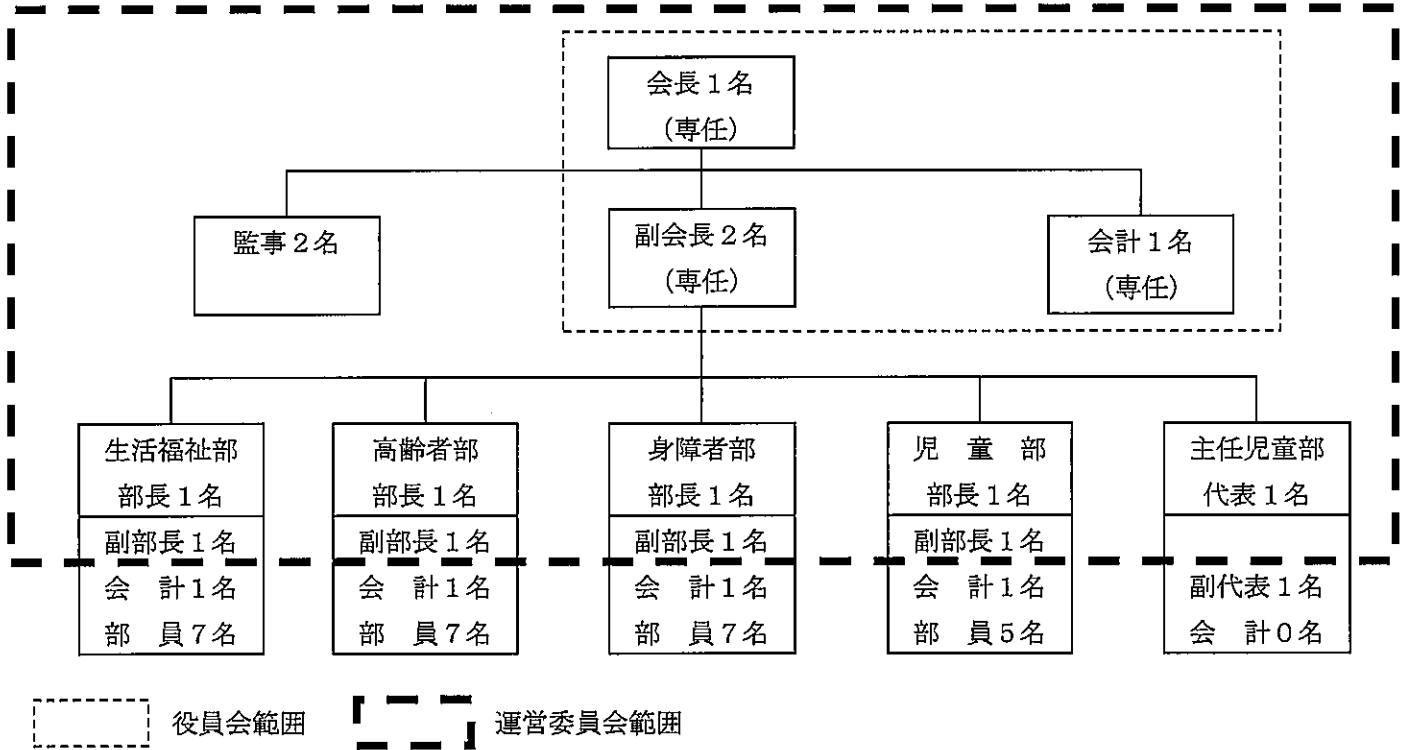 会長1名
(専任)
監事2名
副会長2名
(専任)
会計1名
(専任)
生活福祉部
部長1名
副部長1名
会　計1名
部　員7名
高齢者部
部長1名
副部長1名
会　計1名
部　員7名
身障者部
部長1名
副部長1名
会　計1名
部　員7名
児　童　部
部長1名
副部長1名
会　計1名
部　員5名
主任児童部
代表1名
副代表1名
会　計0名
役員会範囲
運営委員会範囲